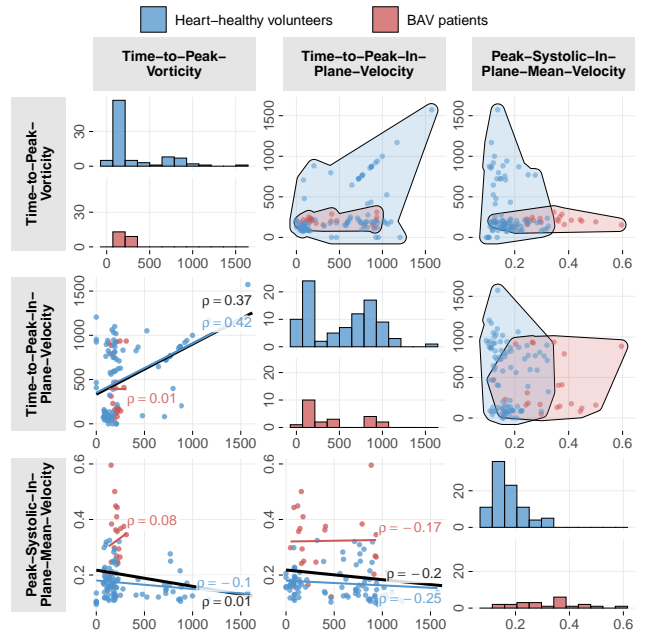 Heart−healthy volunteers BAV patients
Time−to−Peak−
Vorticity
Time−to−Peak−In−
Plane−Velocity
Peak−Systolic−In−
Plane−Mean−Velocity
Time−to−Peak−
Vorticity
30
0
30
0
0 500 1000 1500
1500
1000
500
0
0 500 1000 1500
1500
1000
500
0
0.2 0.4 0.6
Time−to−Peak−In−
Plane−Velocity
1500
1000
500
0
ρ = 0.37
ρ = 0.42
ρ = 0.01
0 500 1000 1500
20
10
0
20
10
0
0 500 1000 1500
1500
1000
500
0
0.2 0.4 0.6
Peak−Systolic−In−
Plane−Mean−Velocity
0.6
0.4
0.2
ρ = 0.08
ρ = −0.1
ρ = 0.01
0 500 1000 1500
0.6
0.4
0.2
ρ = −0.17
ρ = −0.2
ρ = −0.25
0 500 1000 1500
20
0
20
0
0.2 0.4 0.6